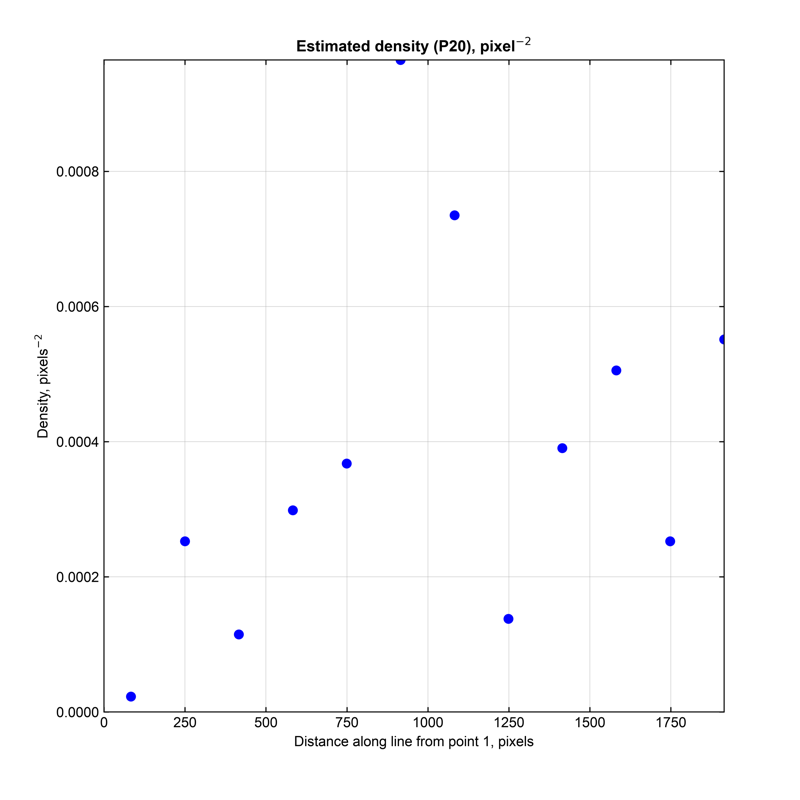 Estimated density (P20), pixel⁻²
0.0008
0.0006
0.0004
0.0002
0.0000
Density, pixels⁻²
0 250 500 750 1000 1250 1500 1750
Distance along line from point 1, pixels